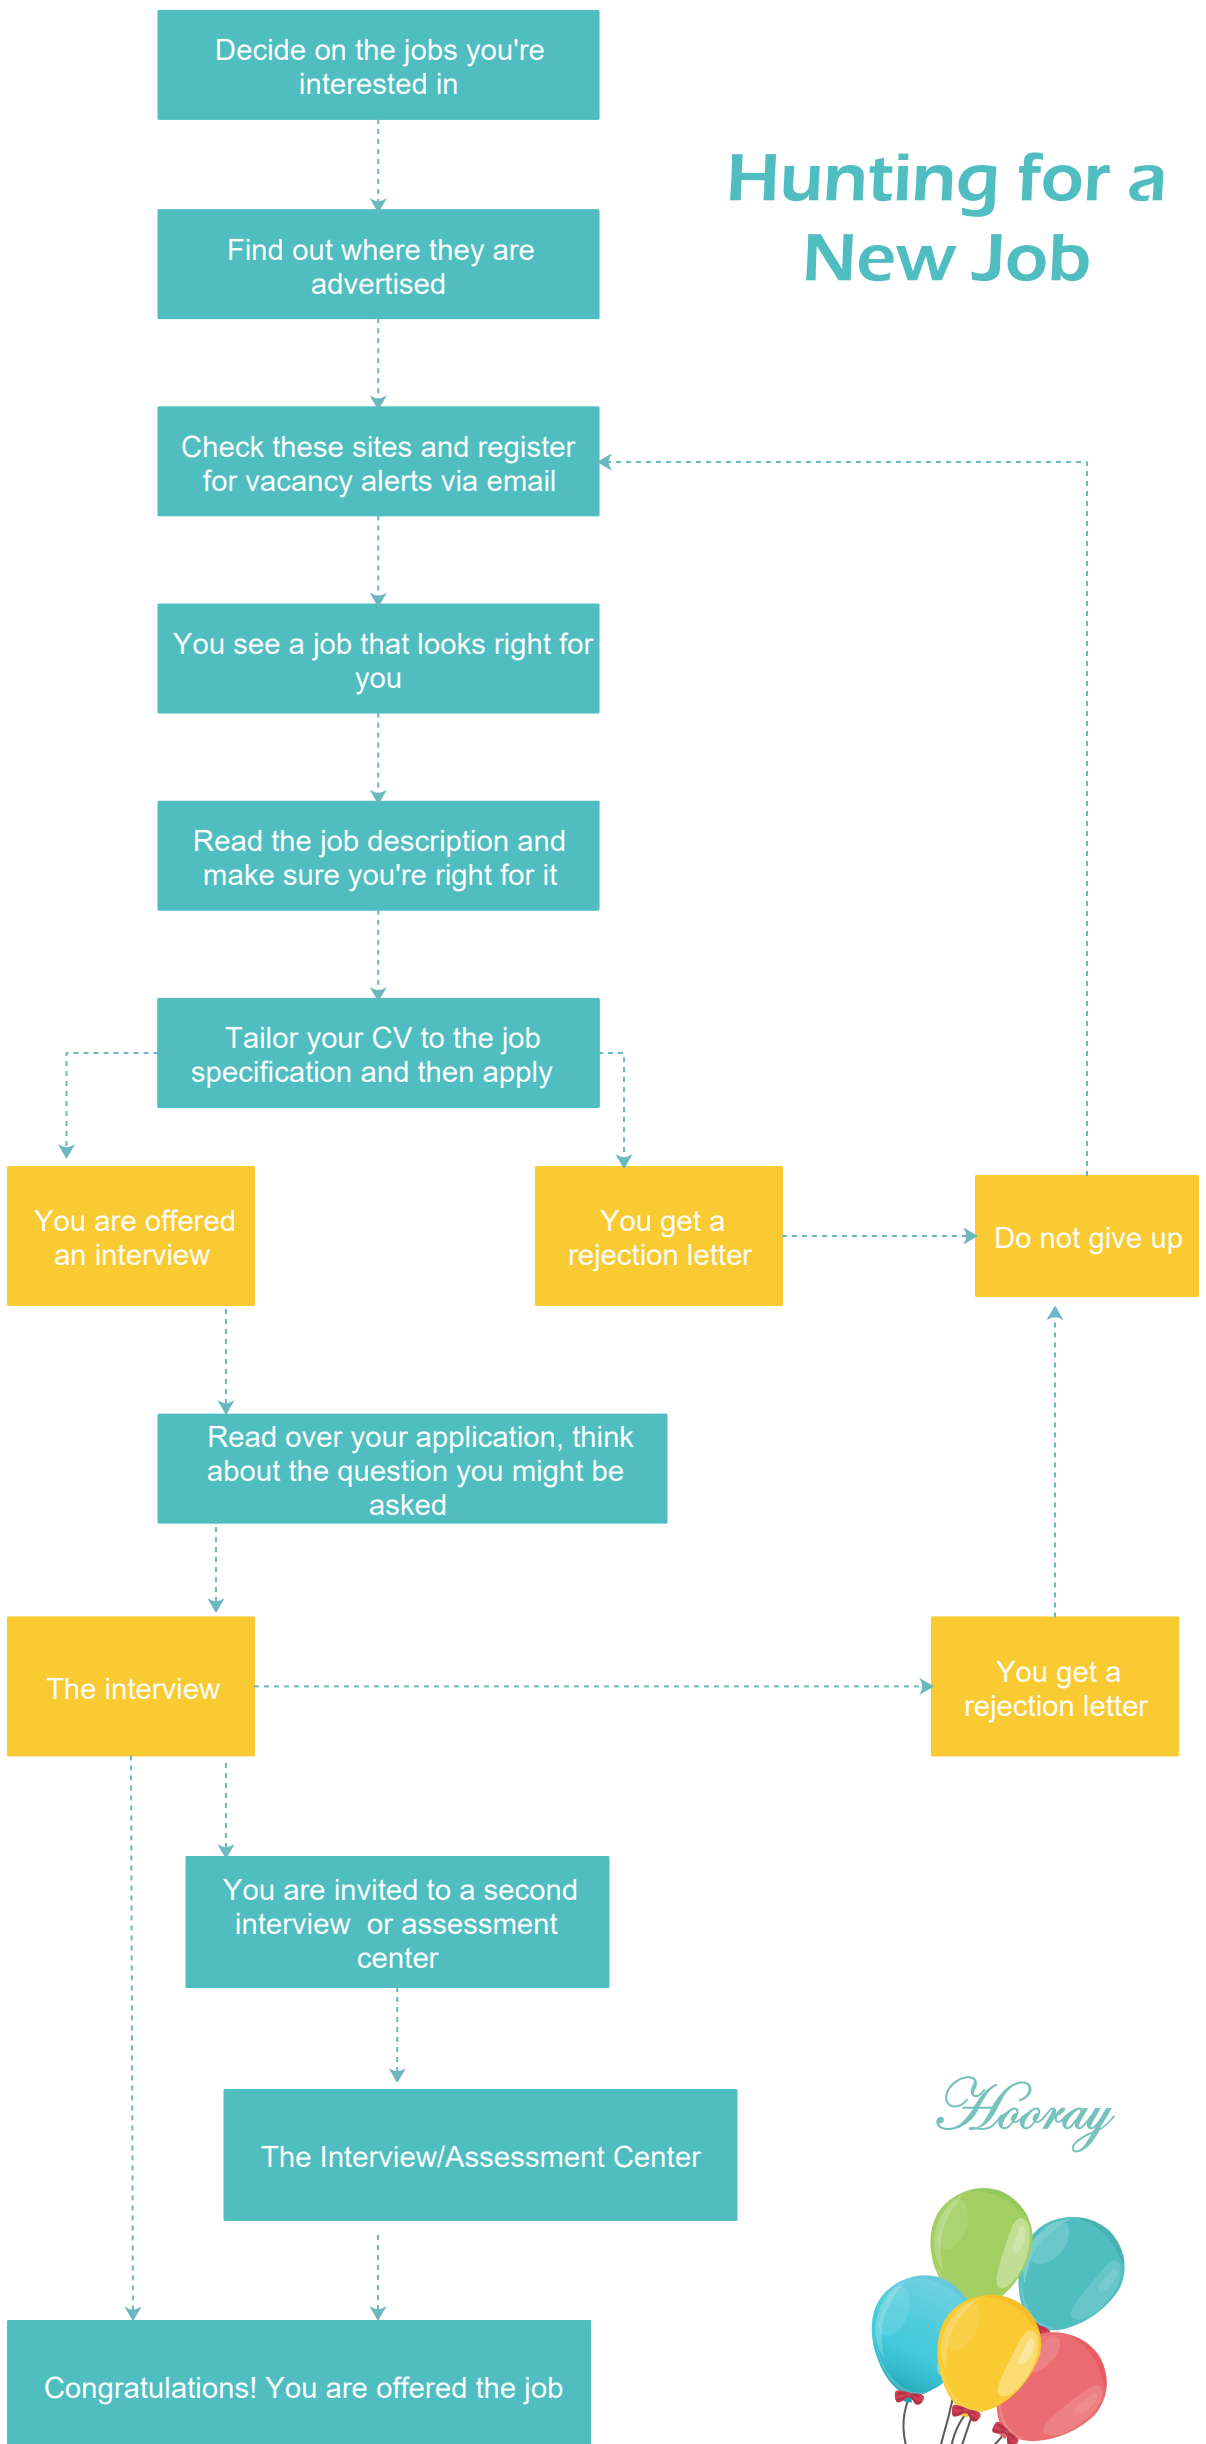 Decide on the jobs you're
interested in
Hunting for a
New Job
Find out where they are
advertised
Check these sites and register
for vacancy alerts via email
You see a job that looks right for
you
Read the job description and
make sure you're right for it
Tailor your CV to the job
specification and then apply
You are offered
an interview
You get a
rejection letter
Do not give up
Read over your application, think
about the question you might be
asked
The interview
You get a
rejection letter
You are invited to a second
interview  or assessment
center
The Interview/Assessment Center
Hooray
Congratulations! You are offered the job